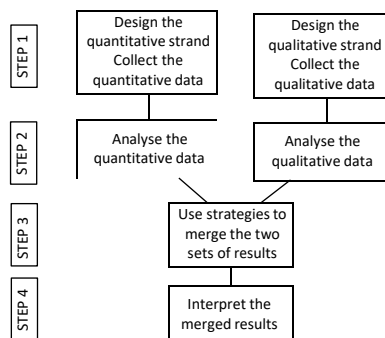 STEP 1
Design the
quantitative strand
Collect the
quantitative data
Design the
qualitative strand
Collect the
qualitative data
STEP 2
Analyse the
quantitative data
Analyse the
qualitative data
STEP 3
Use strategies to
merge the two
sets of results
STEP 4
Interpret the
merged results